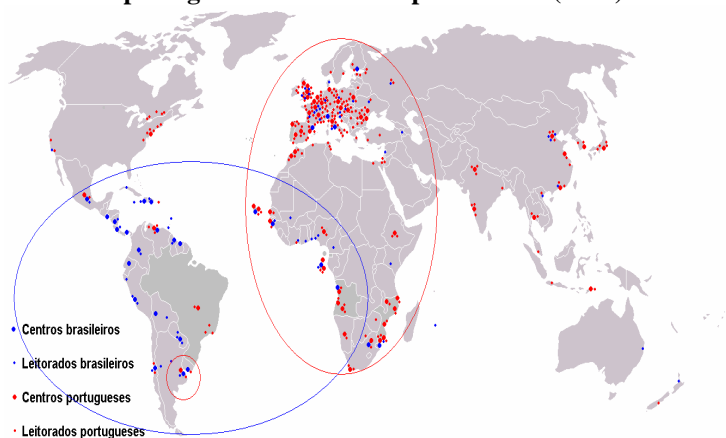 Centros brasileiros
Leitorados brasileiros
Centros portugueses
Leitorados portugueses